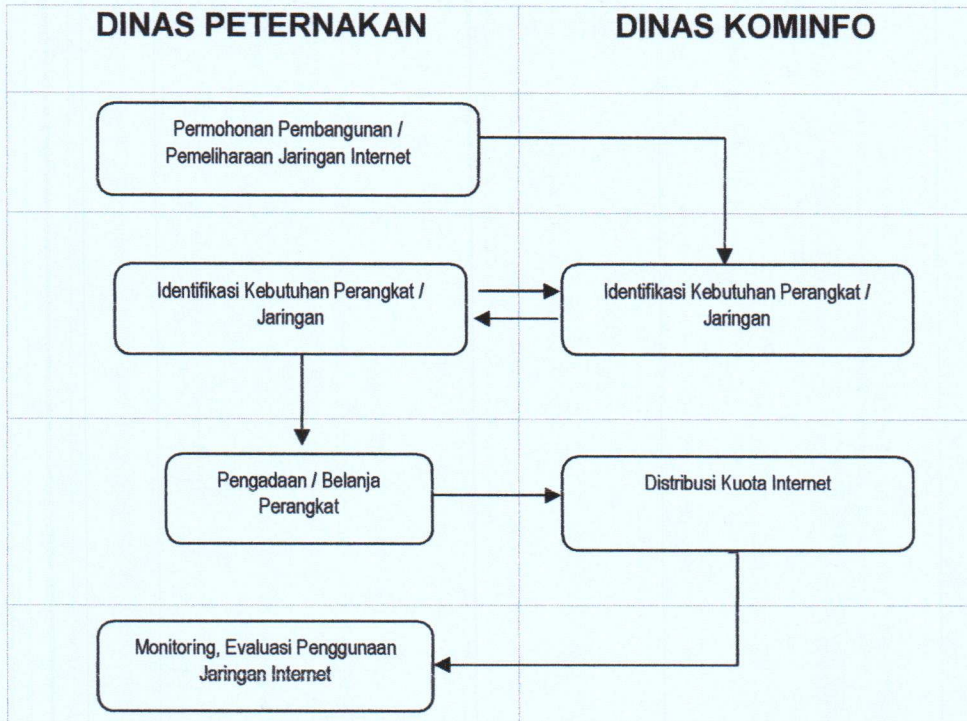 DINAS PETERNAKAN
DINAS KOMINFO
Permohonan Pembangunan /
Pemeliharaan Jaringan Internet
Identifikasi Kebutuhan Perangkat /
Jaringan
Identifikasi Kebutuhan Perangkat /
Jaringan
Pengadaan / Belanja
Perangkat
Distribusi Kuota Internet
Monitoring, Evaluasi Penggunaan
Jaringan Internet